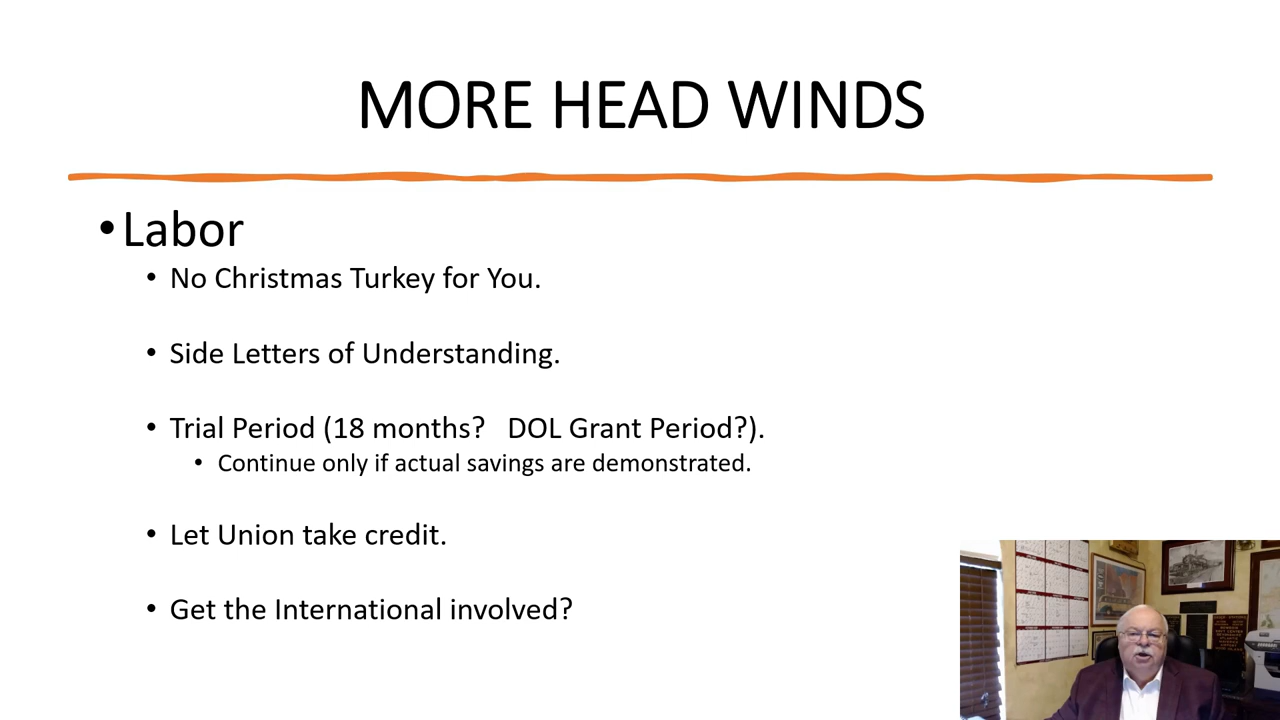 MORE HEAD WINDS
•Labor
• No Christmas Turkey for You.
• Side Letters of Understanding.
• Trial Period (18 months?   DOL Grant Period?).
• Continue only if actual savings are demonstrated.
• Let Union take credit.
• Get the International involved?